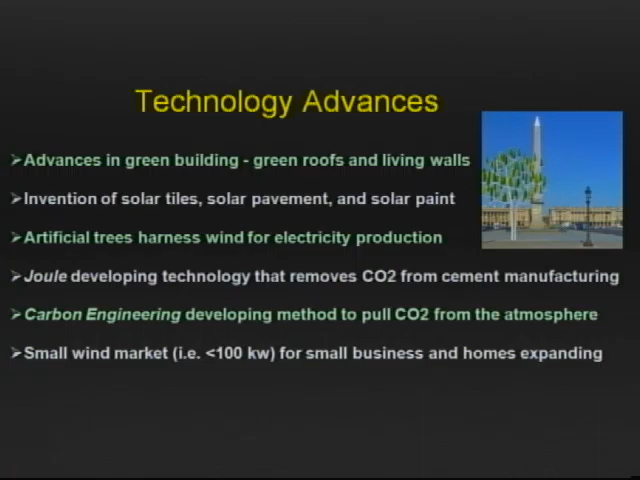 Technology Advances
➢Advances in green building - green roofs and living walls
➢Invention of solar tiles, solar pavement, and solar paint
➢Artificial trees harness wind for electricity production
➢Joule developing technology that removes CO2 from cement manufacturing
➢Carbon Engineering developing method to pull CO2 from the atmosphere
➢Small wind market (i.e. <100 kw) for small business and homes expanding